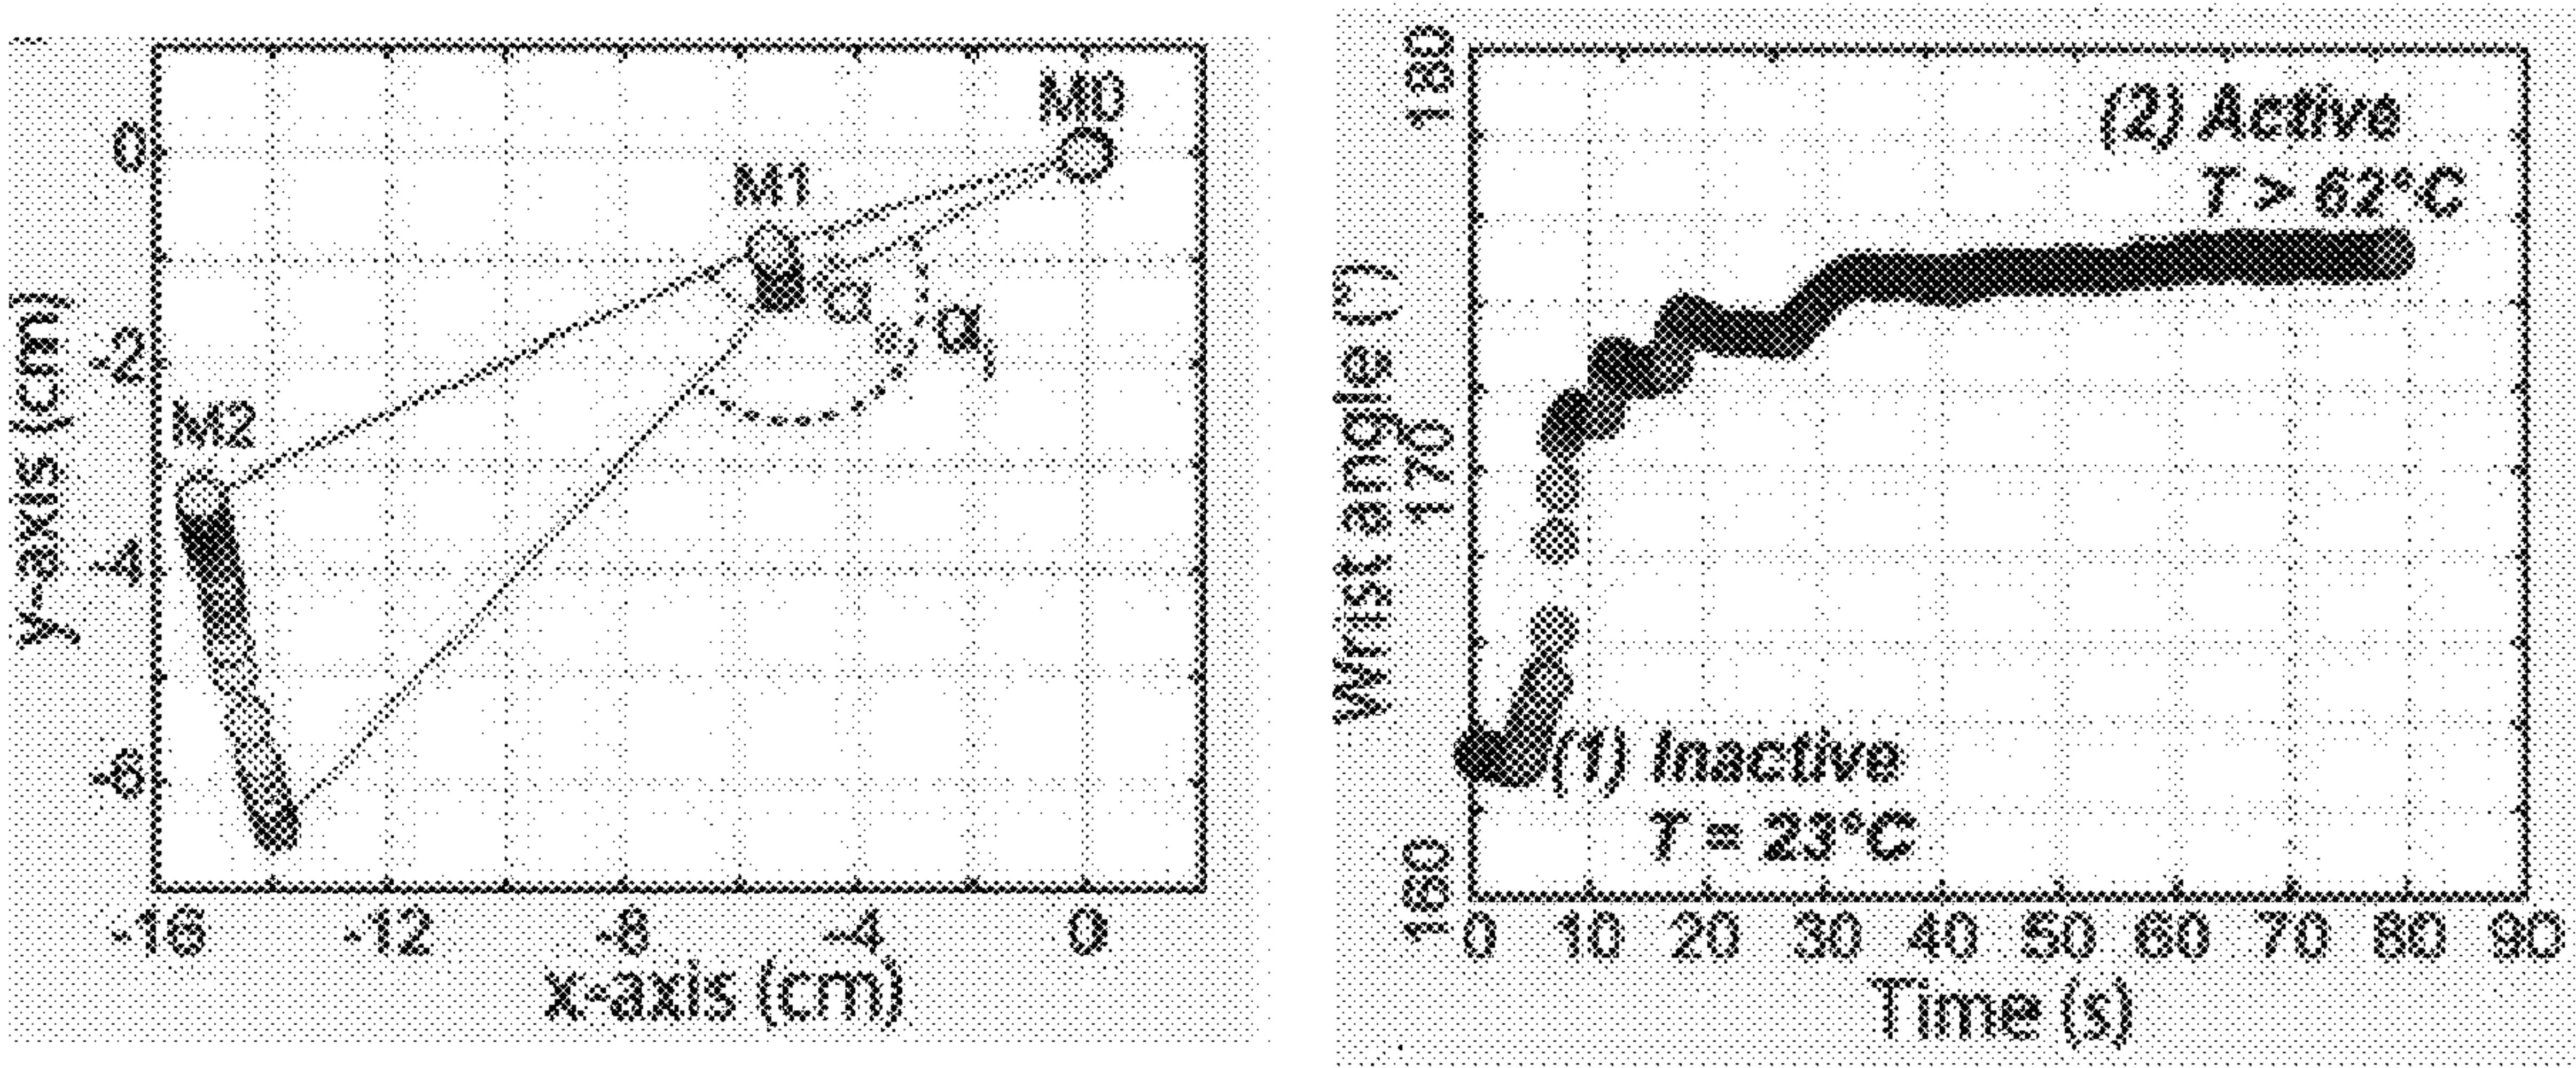 M0
M1
M2
α
α
0
-2
-4
-6
y-axis (cm)
-16 -12 -8 -4 0
x-axis (cm)
180
170
160
Wrist angle (°)
(2) Active
T > 62°C
(1) Inactive
T = 23°C
0 10 20 30 40 50 60 70 80 90
Time (s)